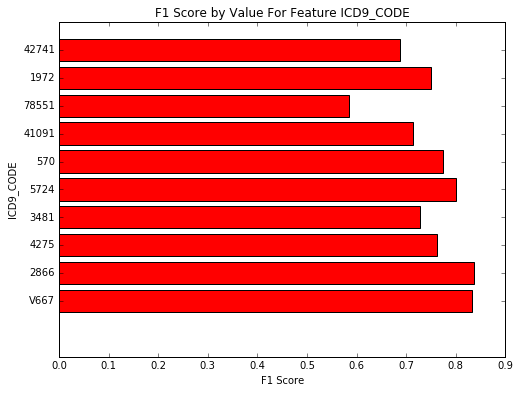 F1 Score by Value For Feature ICD9_CODE
ICD9_CODE
42741
1972
78551
41091
570
5724
3481
4275
2866
V667
0.0 0.1 0.2 0.3 0.4 0.5 0.6 0.7 0.8 0.9
F1 Score